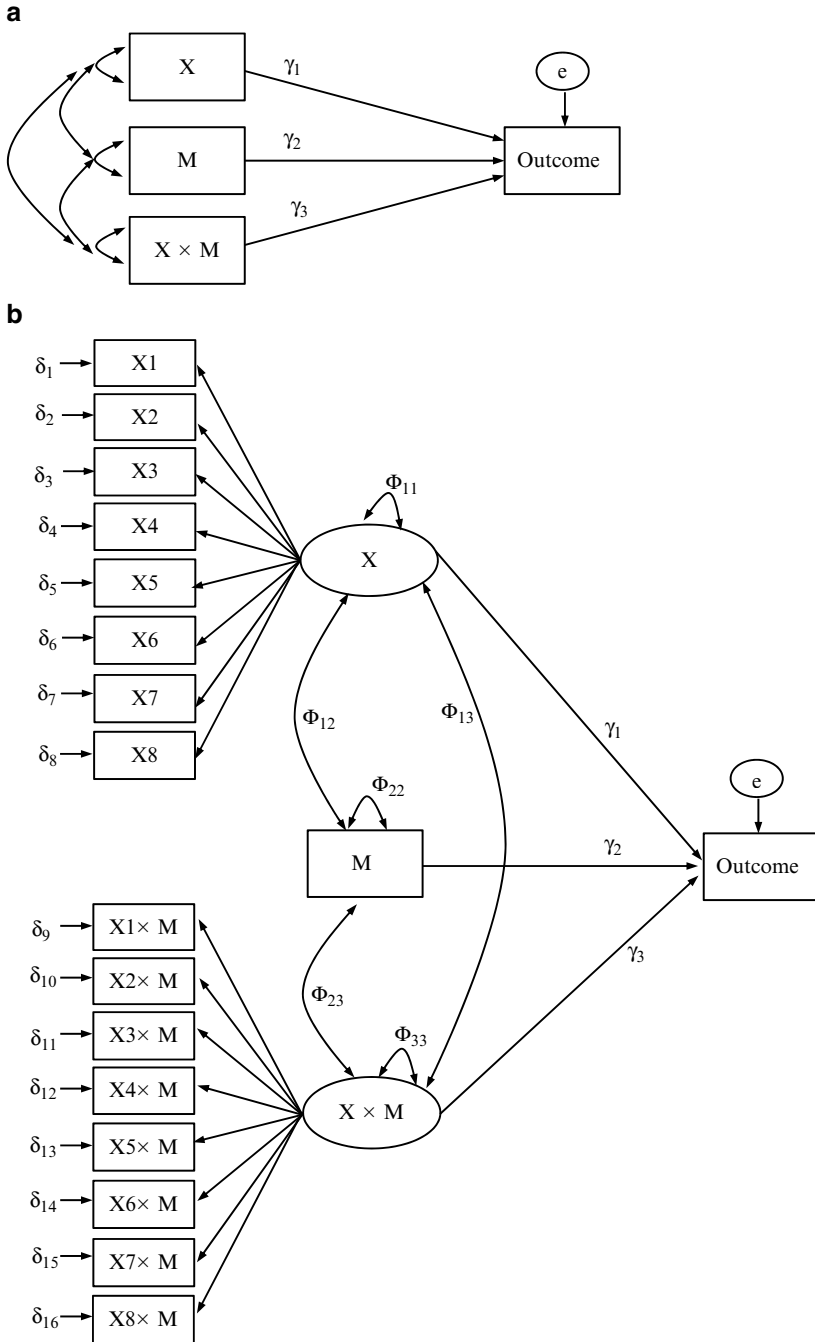 a
X
M
X × M
γ1
γ2
γ3
e
Outcome
b
δ1
X1
δ2
X2
δ3
X3
δ4
X4
δ5
X5
δ6
X6
δ7
X7
δ8
X8
Φ11
X
Φ12
Φ13
Φ22
M
γ1
γ2
γ3
e
Outcome
δ9
X1× M
δ10
X2× M
δ11
X3× M
δ12
X4× M
δ13
X5× M
δ14
X6× M
δ15
X7× M
δ16
X8× M
Φ23
Φ33
X × M